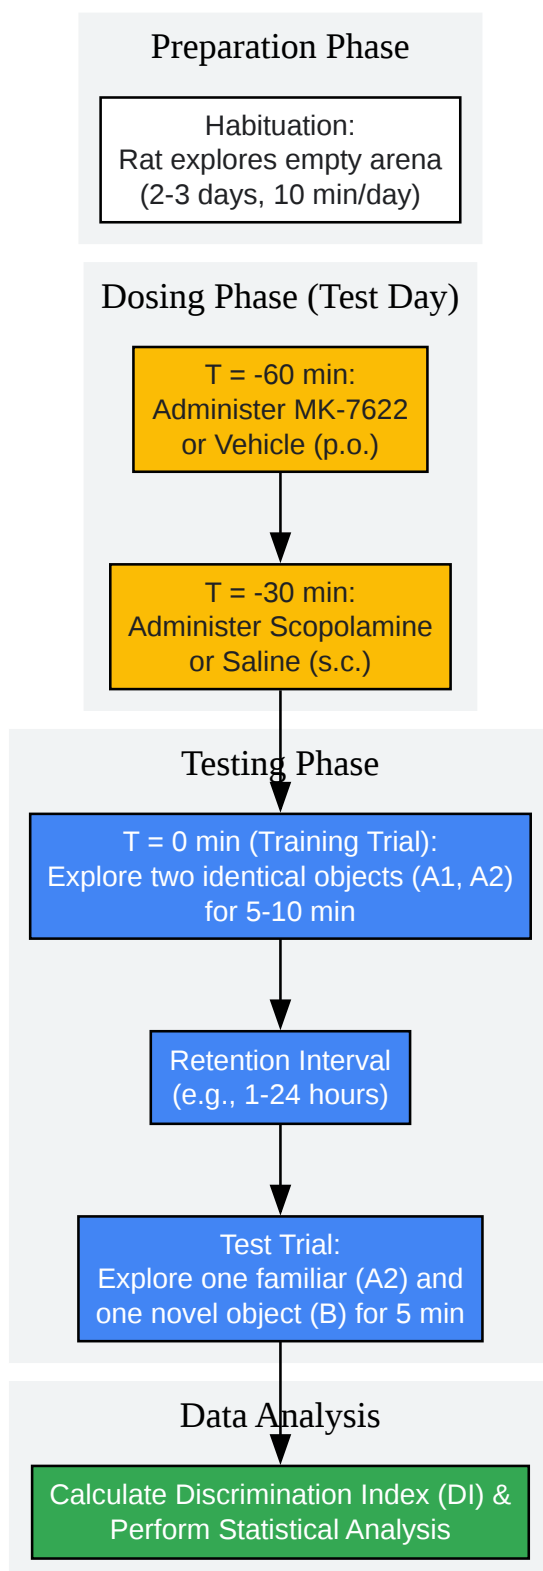 Preparation Phase
Habituation:
Rat explores empty arena
(2-3 days, 10 min/day)
Dosing Phase (Test Day)
T = -60 min:
Administer MK-7622
or Vehicle (p.o.)
T = -30 min:
Administer Scopolamine
or Saline (s.c.)
Testing Phase
T = 0 min (Training Trial):
Explore two identical objects (A1, A2)
for 5-10 min
Retention Interval
(e.g., 1-24 hours)
Test Trial:
Explore one familiar (A2) and
one novel object (B) for 5 min
Data Analysis
Calculate Discrimination Index (DI) &
Perform Statistical Analysis